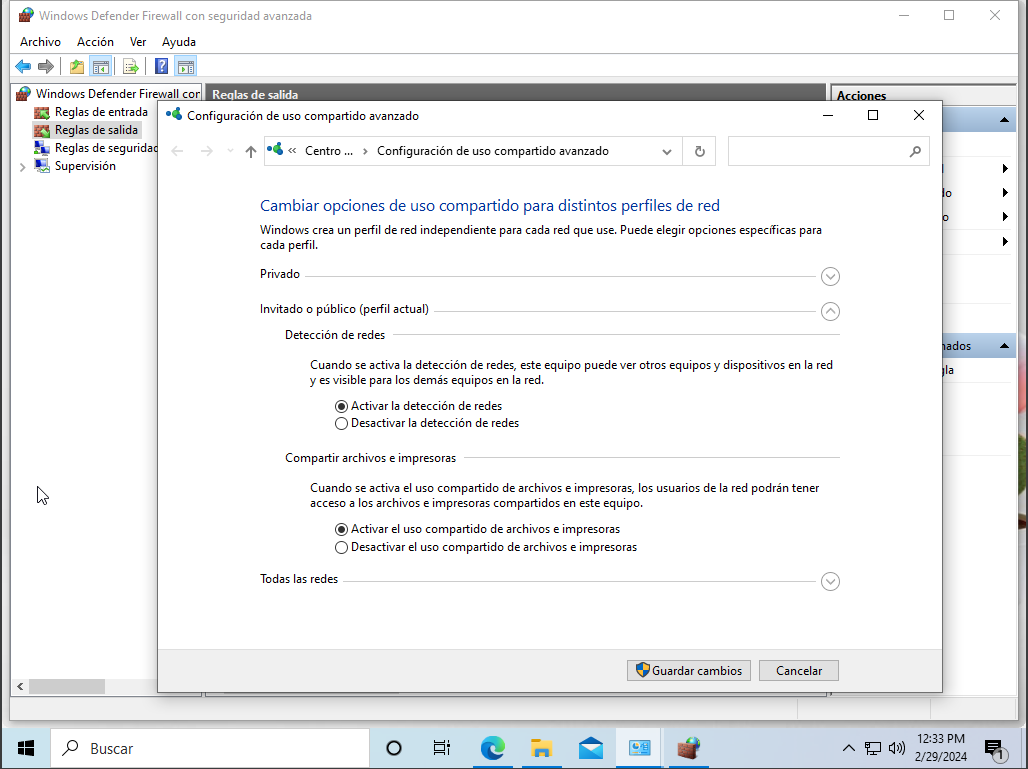 Windows Defender Firewall con seguridad avanzada
Archivo Acción Ver Ayuda
Windows Defender Firewall con
Reglas de entrada
Reglas de salida
Reglas de seguridad
Supervisión
Reglas de salida
Acciones
Configuración de uso compartido avanzado
« Centro ... › Configuración de uso compartido avanzado
Cambiar opciones de uso compartido para distintos perfiles de red
Windows crea un perfil de red independiente para cada red que use. Puede elegir opciones específicas para
cada perfil.
Privado
Invitado o público (perfil actual)
Detección de redes
Cuando se activa la detección de redes, este equipo puede ver otros equipos y dispositivos en la red
y es visible para los demás equipos en la red.
Activar la detección de redes
Desactivar la detección de redes
Compartir archivos e impresoras
Cuando se activa el uso compartido de archivos e impresoras, los usuarios de la red podrán tener
acceso a los archivos e impresoras compartidos en este equipo.
Activar el uso compartido de archivos e impresoras
Desactivar el uso compartido de archivos e impresoras
Todas las redes
Guardar cambios Cancelar
Buscar
12:33 PM
2/29/2024
1